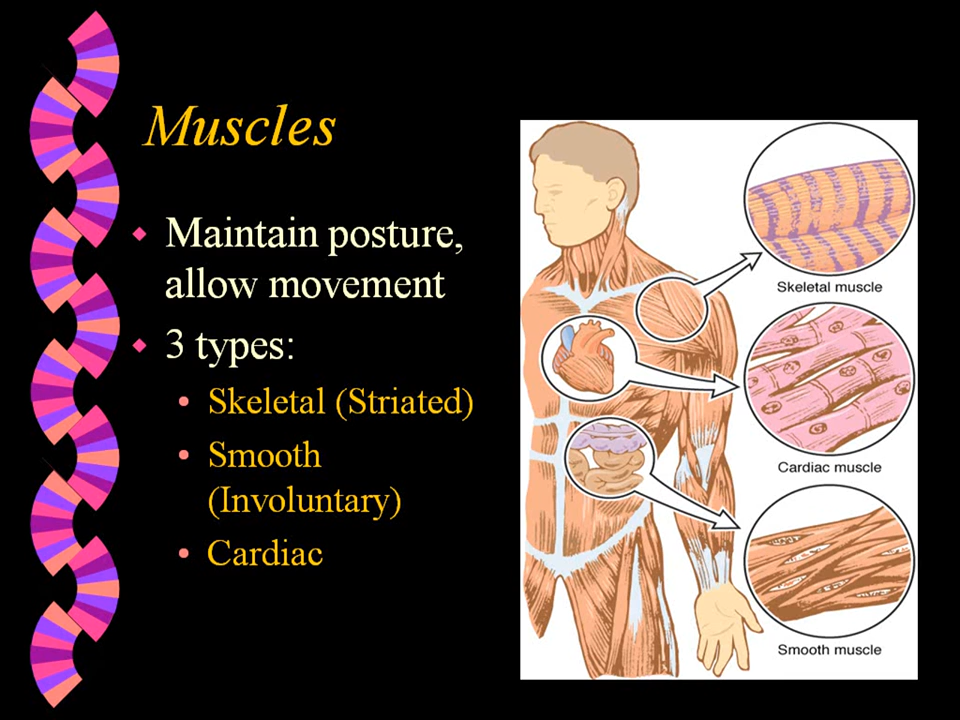 Muscles
Maintain posture,
allow movement
3 types:
Skeletal (Striated)
Smooth
(Involuntary)
Cardiac
Skeletal muscle
Cardiac muscle
Smooth muscle